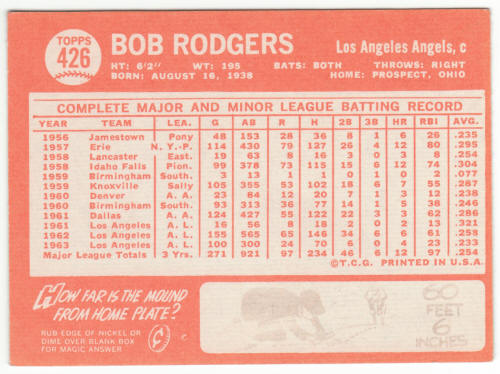 TOPPS
426
BOB RODGERS
Los Angeles Angels, c
HT: 6'2" WT: 195 BATS: BOTH THROWS: RIGHT
BORN: AUGUST 16, 1938 HOME: PROSPECT, OHIO
COMPLETE MAJOR AND MINOR LEAGUE BATTING RECORD
YEAR TEAM LEA. G AB R H 2B 3B HR RBI AVG.
1956 Jamestown Pony 48 153 28 36 8 1 6 26 .235
1957 Erie N.Y.-P. 114 430 79 127 26 4 12 80 .295
1958 Lancaster East. 19 63 8 16 3 0 3 8 .254
1958 Idaho Falls Pion. 99 378 73 115 15 6 12 74 .304
1959 Birmingham South. 3 13 1 1 0 0 0 2 .077
1959 Knoxville Sally 103 355 53 102 18 6 7 55 .287
1960 Denver A.A. 23 84 12 20 7 1 3 12 .238
1960 Birmingham South. 91 313 36 77 14 0 5 38 .246
1961 Dallas A.A. 124 427 55 122 22 3 3 62 .286
1961 Los Angeles A.L. 16 56 8 18 2 0 2 13 .321
1962 Los Angeles A.L. 155 565 65 146 34 6 6 61 .258
1963 Los Angeles A.L. 100 300 24 70 6 0 4 23 .233
Major League Totals 3 Yrs. 271 921 97 234 42 6 12 97 .254
©T.C.G. PRINTED IN U.S.A.
HOW FAR IS THE MOUND
FROM HOME PLATE?
RUB EDGE OF NICKEL OR
DIME OVER BLANK BOX
FOR MAGIC ANSWER
60
FEET
6
INCHES